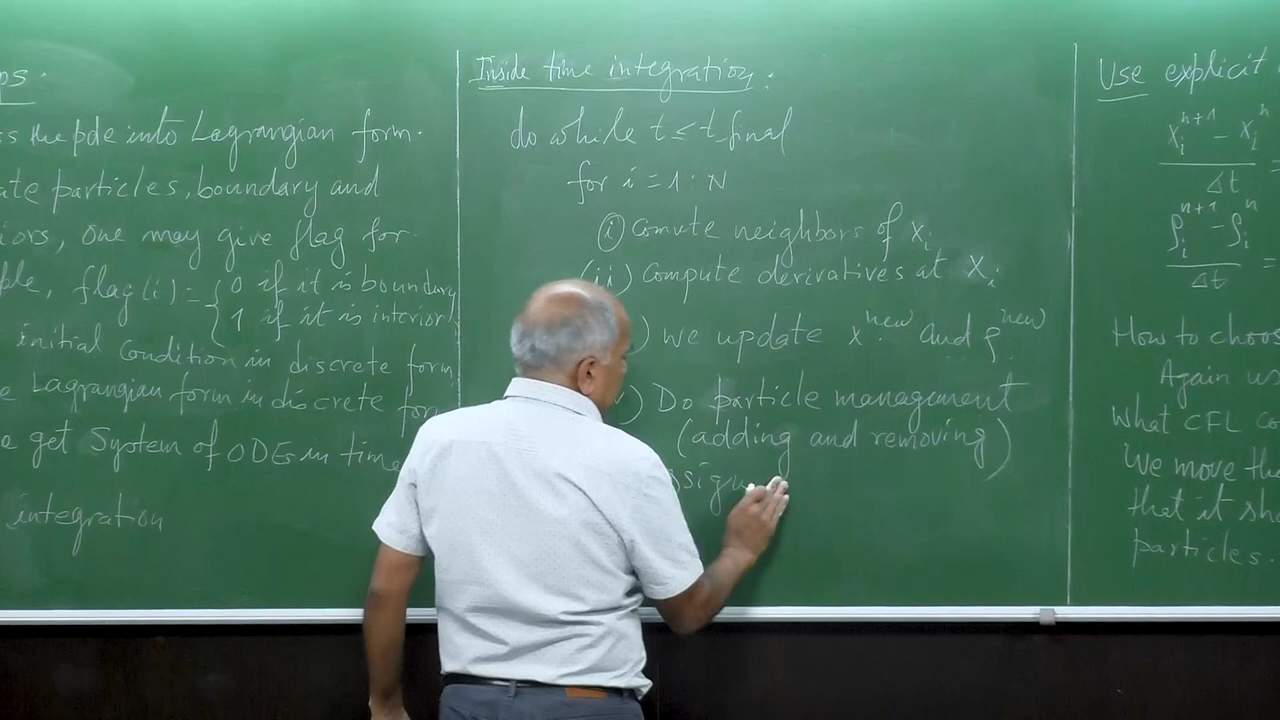 ps.
s the pde into Lagrangian form.
ate particles, boundary and
iors, one may give flag for
ple, flag(i) = { 0 if it is boundary
1 if it is interior.
initial Condition in discrete form
e Lagrangian form in discrete for
e get System of ODE in time
integration
Inside time integration.
do while t ≤ t_final
for i = 1 : N
(i) Comute neighbors of x_i
(ii) Compute derivatives at x_i
) We update x^new and ρ^new
v) Do particle management
(adding and removing)
sign
Use explicit
x_i^{n+1} - x_i^n
Δt =
ρ_i^{n+1} - ρ_i^n
Δt =
How to choos
Again us
What CFL co
We move the
that it sh
particles.